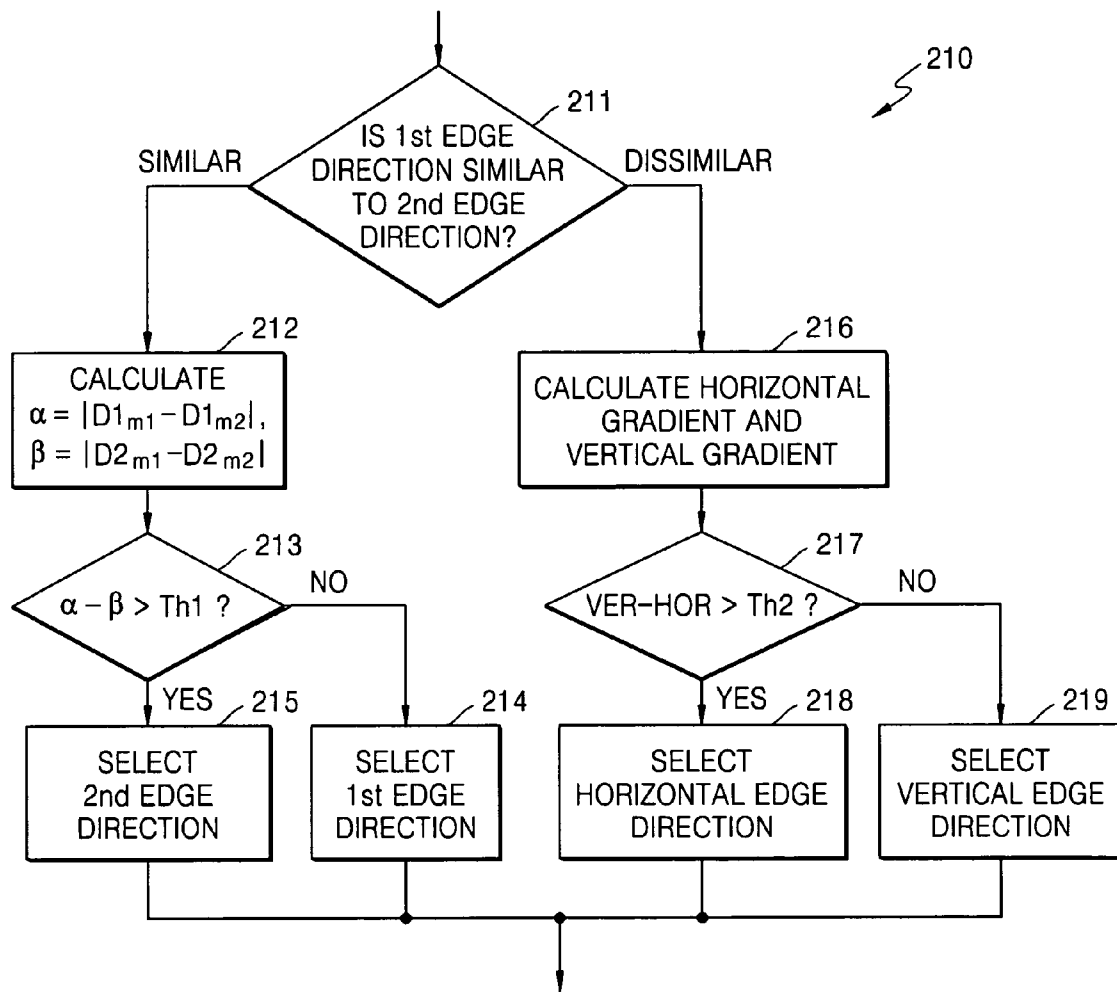 210
211
IS 1st EDGE
DIRECTION SIMILAR
TO 2nd EDGE
DIRECTION?
SIMILAR
DISSIMILAR
212
CALCULATE
α = |D1m1−D1m2|,
β = |D2m1−D2m2|
216
CALCULATE HORIZONTAL
GRADIENT AND
VERTICAL GRADIENT
213
α − β > Th1 ?
NO
YES
217
VER−HOR > Th2 ?
NO
YES
215
SELECT
2nd EDGE
DIRECTION
214
SELECT
1st EDGE
DIRECTION
218
SELECT
HORIZONTAL EDGE
DIRECTION
219
SELECT
VERTICAL EDGE
DIRECTION